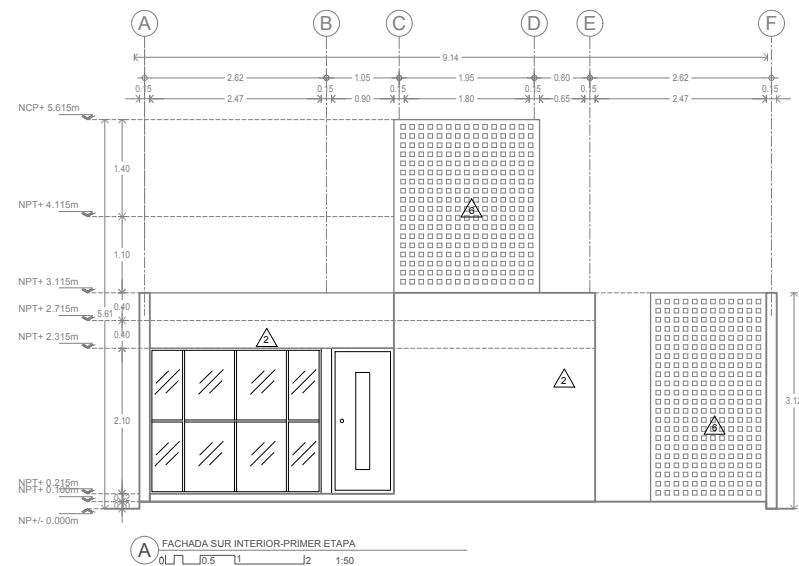 A B C D E F
9.14
2.62 1.05 1.95 0.80 2.62
0.15 0.15 0.15 0.15 0.15 0.15
2.47 0.90 1.80 0.65 2.47
NCP+ 5.615m
1.40
NPT+ 4.115m
6
1.10
NPT+ 3.115m
5.61 0.40
NPT+ 2.715m
0.40
NPT+ 2.315m
2
2
3.12
2.10
6
NPT+ 0.215m
NPT+ 0.100m
NP+/- 0.000m
A FACHADA SUR INTERIOR-PRIMER ETAPA
0 0.5 1 2 1:50